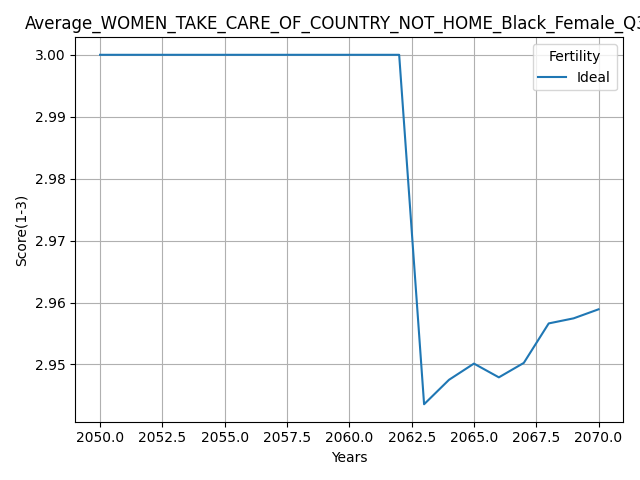 Average_WOMEN_TAKE_CARE_OF_COUNTRY_NOT_HOME_Black_Female_Q3
Fertility
Ideal
3.00
2.99
2.98
2.97
2.96
2.95
Score(1-3)
2050.0 2052.5 2055.0 2057.5 2060.0 2062.5 2065.0 2067.5 2070.0
Years